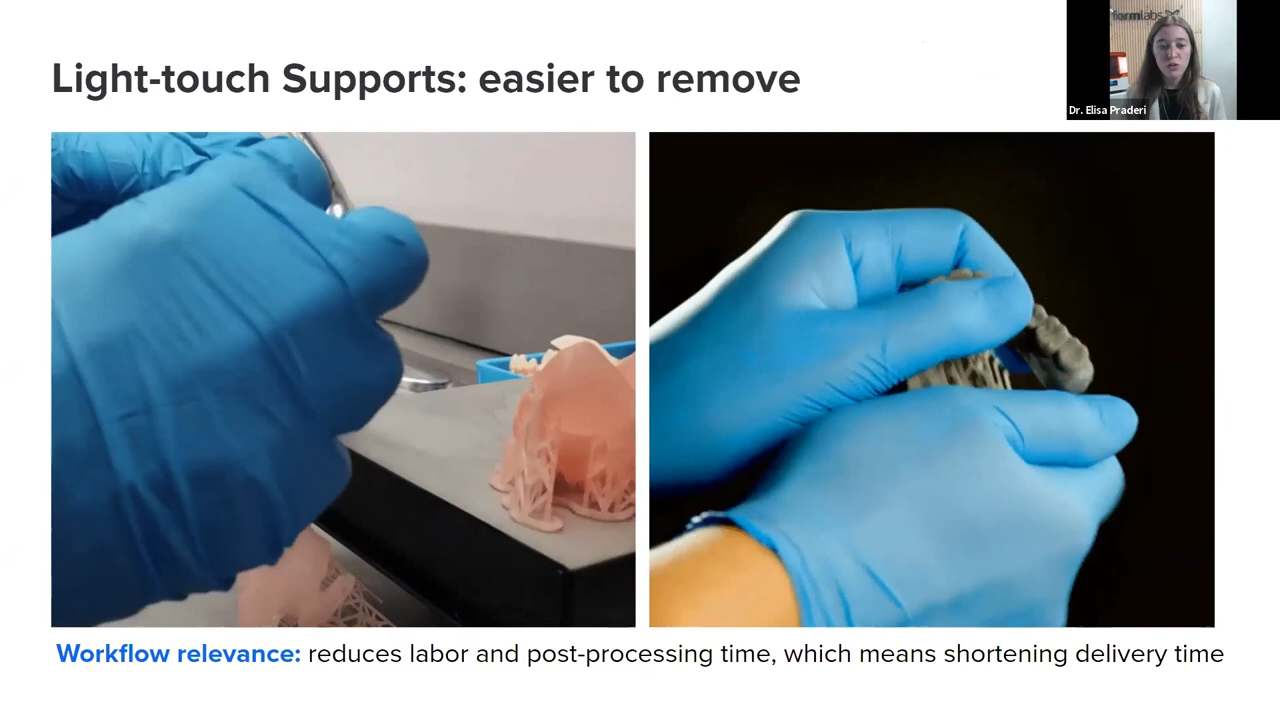 Light-touch Supports: easier to remove
formlabs
Dr. Elisa Praderi
Workflow relevance: reduces labor and post-processing time, which means shortening delivery time